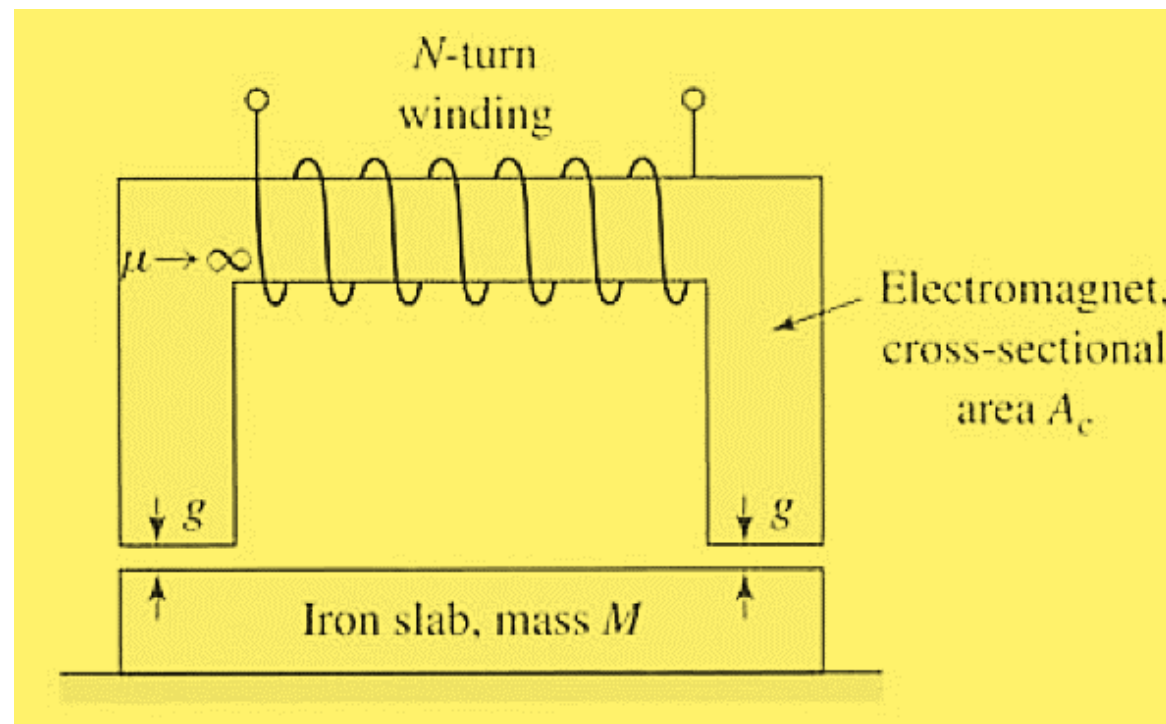 N-turn
winding
μ→∞
Electromagnet,
cross-sectional
area A_c
g
g
Iron slab, mass M